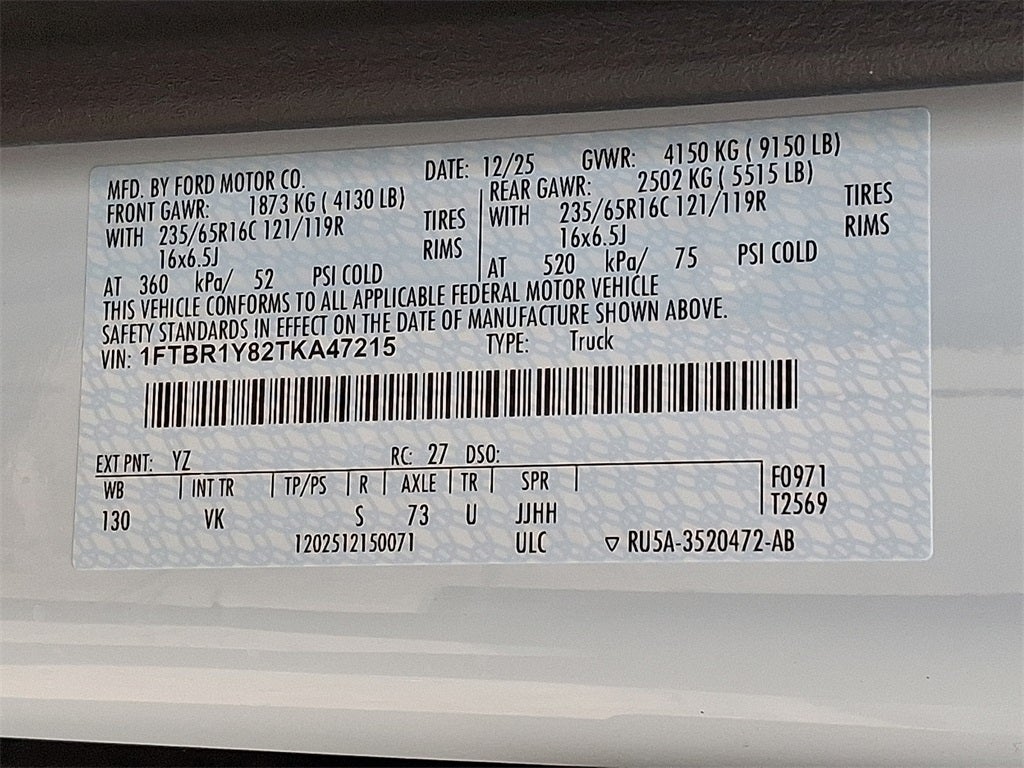 MFD. BY FORD MOTOR CO. DATE: 12/25 GVWR: 4150 KG ( 9150 LB)
FRONT GAWR: 1873 KG ( 4130 LB) REAR GAWR: 2502 KG ( 5515 LB)
WITH 235/65R16C 121/119R TIRES WITH 235/65R16C 121/119R TIRES
16x6.5J RIMS 16x6.5J RIMS
AT 360 kPa/ 52 PSI COLD AT 520 kPa/ 75 PSI COLD
THIS VEHICLE CONFORMS TO ALL APPLICABLE FEDERAL MOTOR VEHICLE
SAFETY STANDARDS IN EFFECT ON THE DATE OF MANUFACTURE SHOWN ABOVE.
VIN: 1FTBR1Y82TKA47215 TYPE: Truck
EXT PNT: YZ RC: 27 DSO:
WB INT TR TP/PS R AXLE TR SPR F0971
130 VK S 73 U JJHH T2569
1202512150071 ULC ▽ RU5A-3520472-AB